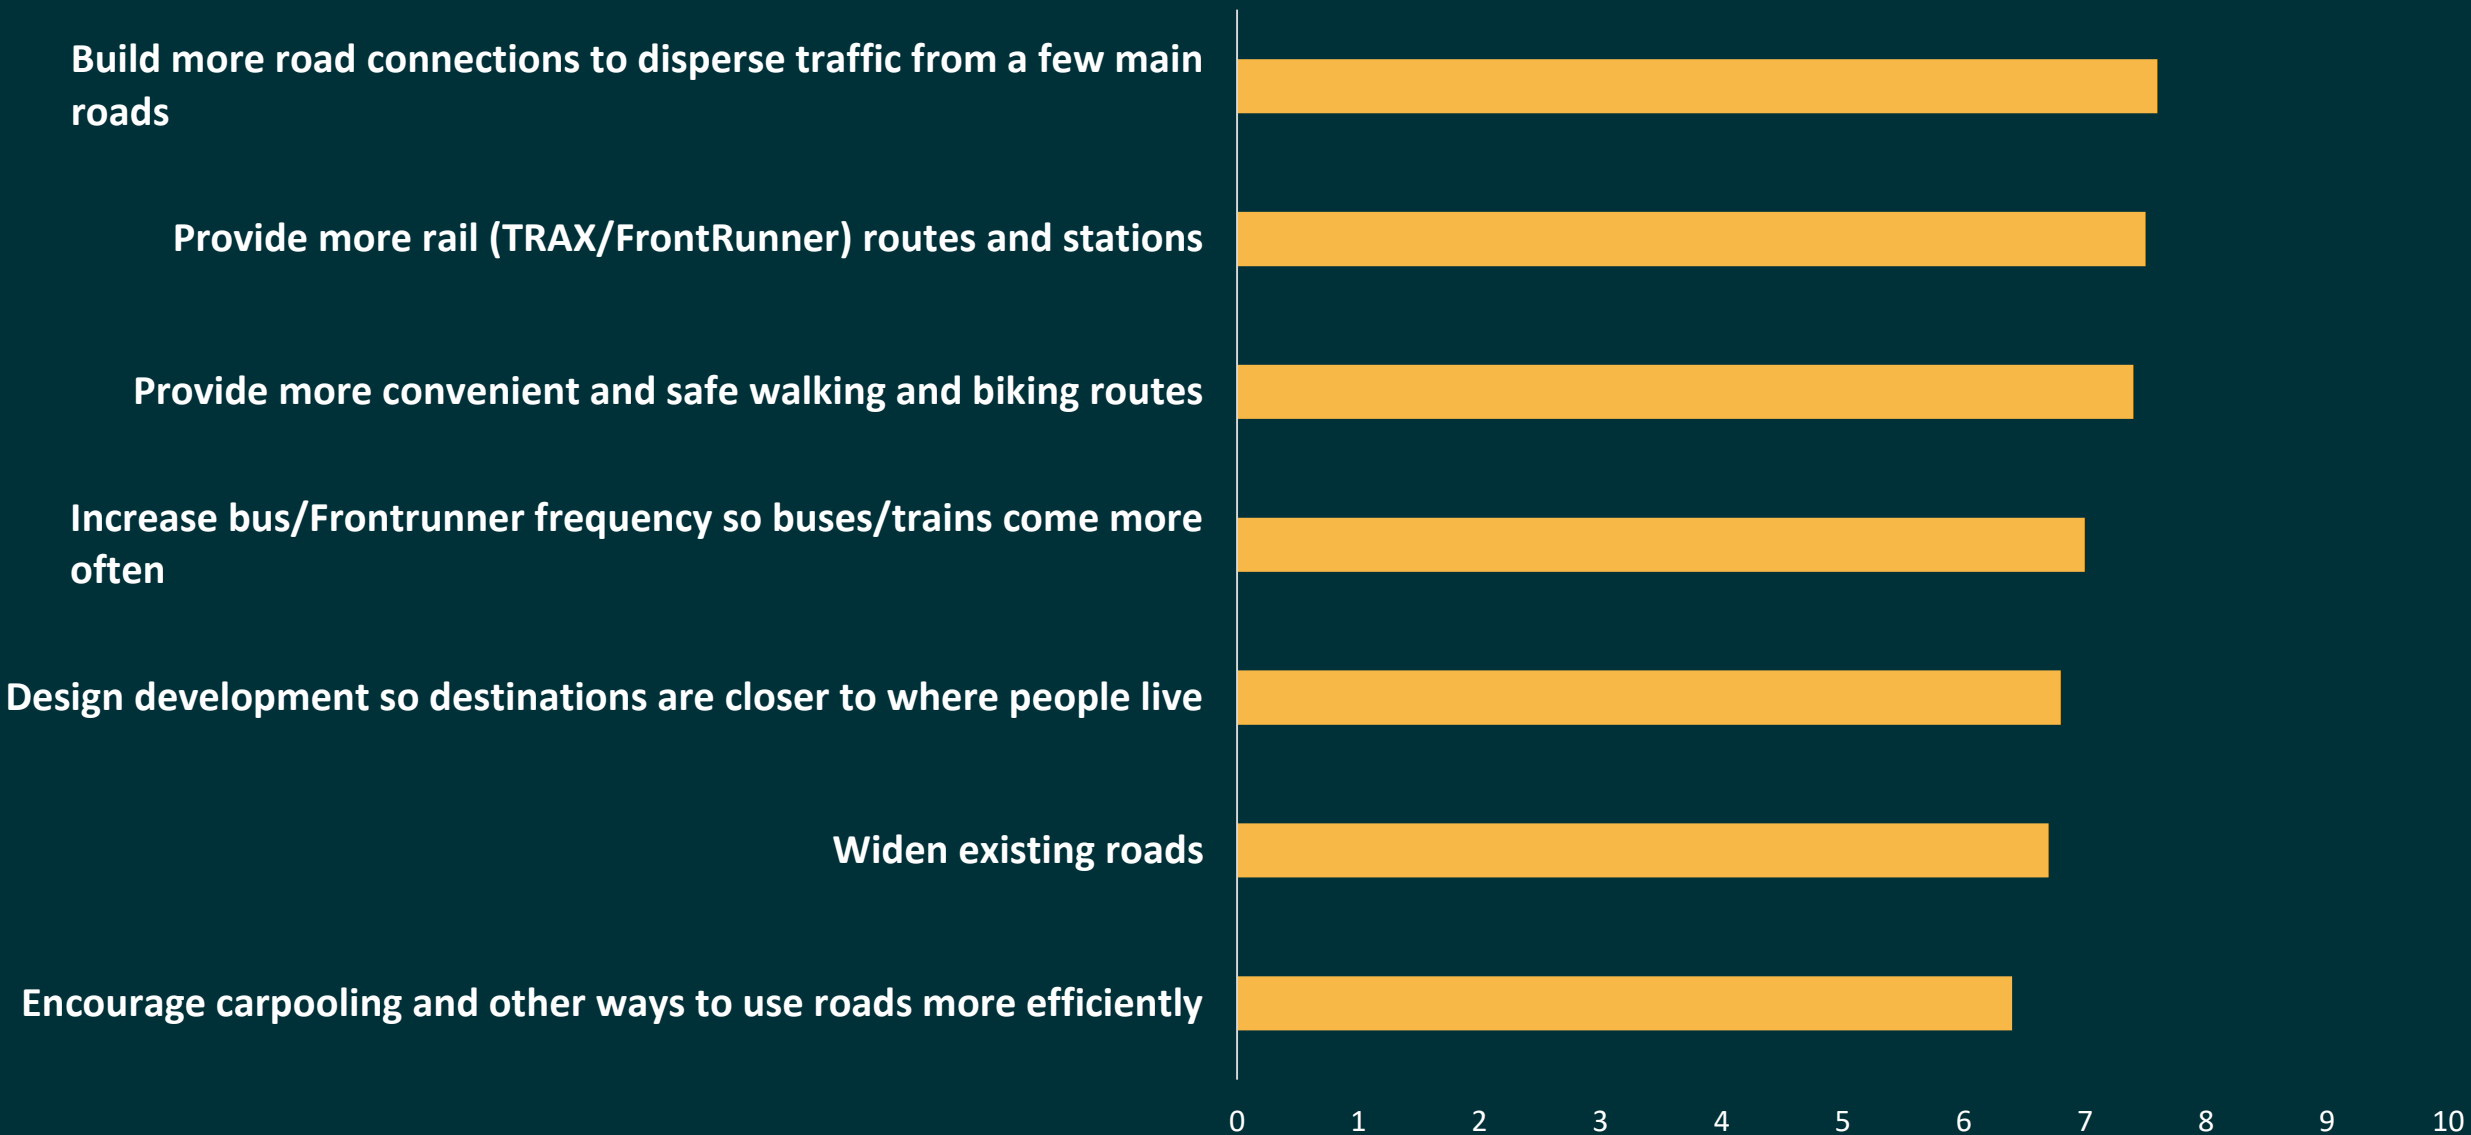 Build more road connections to disperse traffic from a few main
roads
Provide more rail (TRAX/FrontRunner) routes and stations
Provide more convenient and safe walking and biking routes
Increase bus/Frontrunner frequency so buses/trains come more
often
Design development so destinations are closer to where people live
Widen existing roads
Encourage carpooling and other ways to use roads more efficiently
0 1 2 3 4 5 6 7 8 9 10